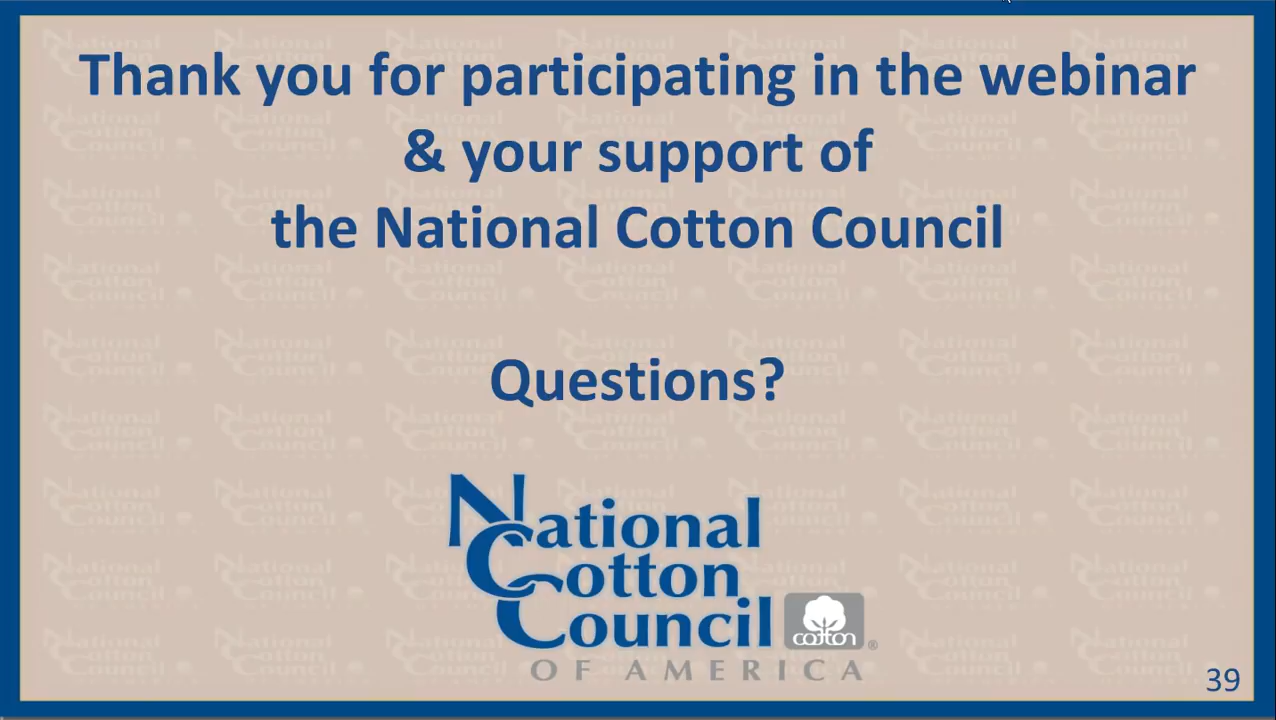 Thank you for participating in the webinar
& your support of
the National Cotton Council
Questions?
National
Cotton
Council
cotton
®
OF AMERICA
39